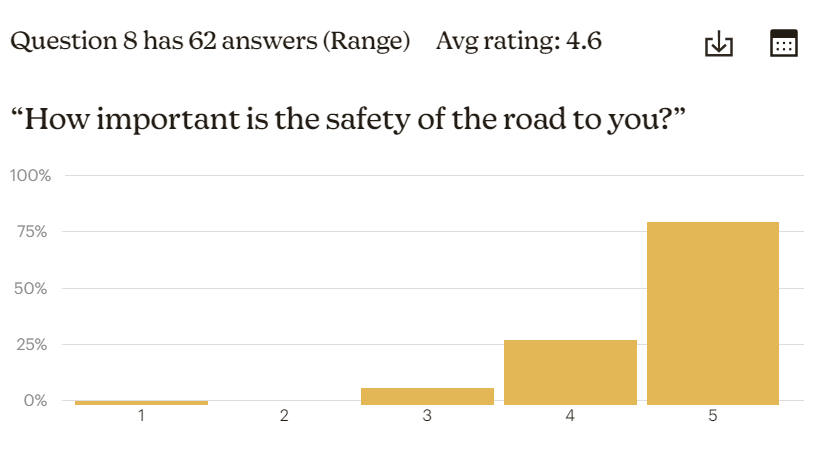 Question 8 has 62 answers (Range) Avg rating: 4.6
“How important is the safety of the road to you?”
100%
75%
50%
25%
0%
1 2 3 4 5